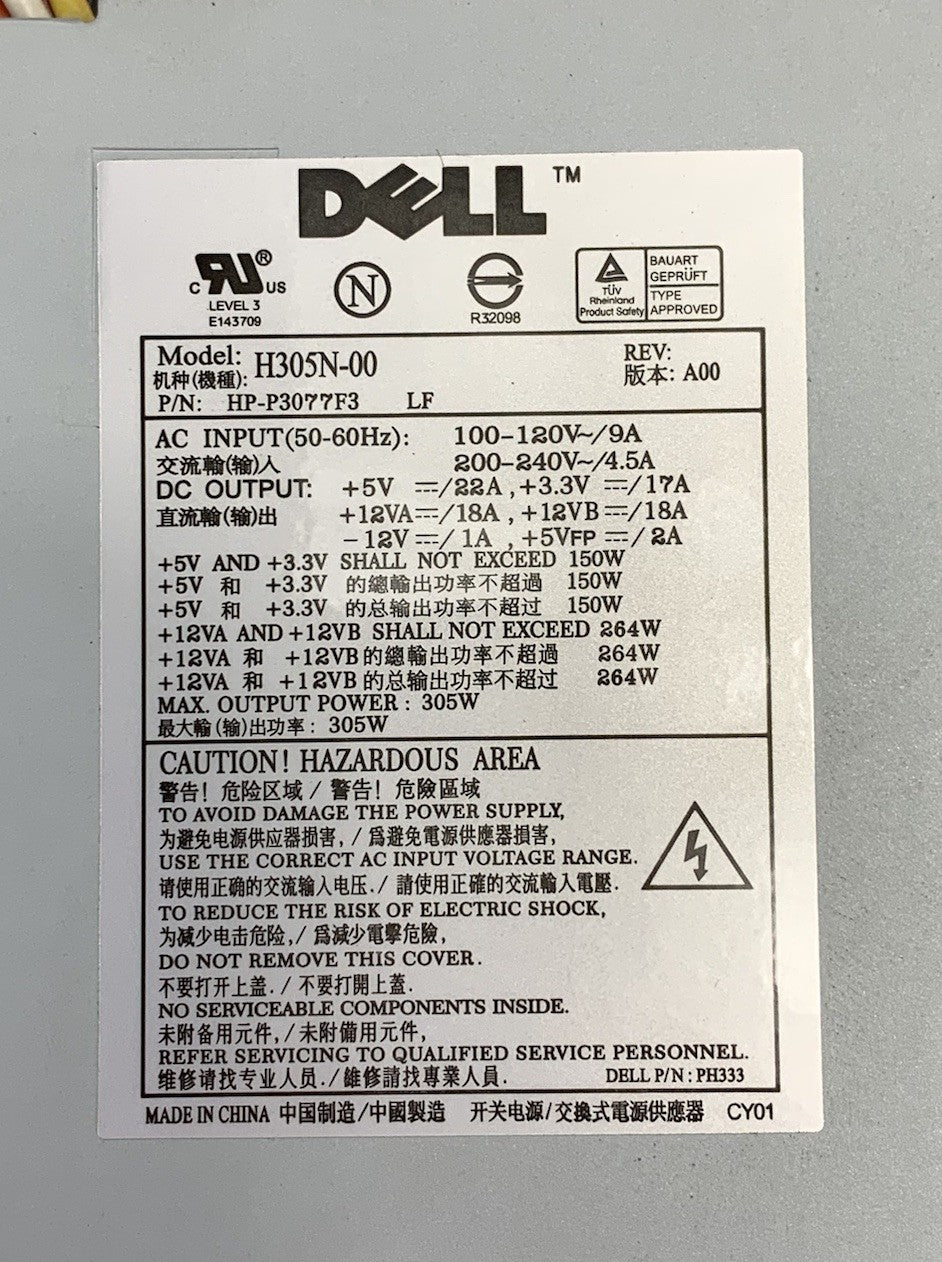 DELL™
c RU® US
LEVEL 3
E143709
N
R32098
TÜV
Rheinland
Product Safety
BAUART
GEPRÜFT
TYPE
APPROVED
Model: H305N-00
机种(機種):
REV:
版本: A00
P/N: HP-P3077F3 LF
AC INPUT(50-60Hz): 100-120V~/9A
交流輸(输)人 200-240V~/4.5A
DC OUTPUT: +5V ⎓/22A , +3.3V ⎓/17A
直流輸(输)出 +12VA⎓/18A , +12VB⎓/18A
-12V⎓/1A , +5VFP⎓/2A
+5V AND +3.3V SHALL NOT EXCEED 150W
+5V 和 +3.3V 的總輸出功率不超過 150W
+5V 和 +3.3V 的总输出功率不超过 150W
+12VA AND +12VB SHALL NOT EXCEED 264W
+12VA 和 +12VB的總輸出功率不超過 264W
+12VA 和 +12VB的总输出功率不超过 264W
MAX. OUTPUT POWER : 305W
最大輸(输)出功率 : 305W
CAUTION! HAZARDOUS AREA
警告! 危险区域 / 警告! 危險區域
TO AVOID DAMAGE THE POWER SUPPLY,
为避免电源供应器损害, / 爲避免電源供應器損害,
USE THE CORRECT AC INPUT VOLTAGE RANGE.
请使用正确的交流输入电压. / 請使用正確的交流輸入電壓.
TO REDUCE THE RISK OF ELECTRIC SHOCK,
为减少电击危险, / 爲減少電擊危險,
DO NOT REMOVE THIS COVER.
不要打开上盖. / 不要打開上蓋.
NO SERVICEABLE COMPONENTS INSIDE.
未附备用元件, / 未附備用元件,
REFER SERVICING TO QUALIFIED SERVICE PERSONNEL.
维修请找专业人员. / 維修請找專業人員. DELL P/N : PH333
MADE IN CHINA 中国制造/中國製造 开关电源/交換式電源供應器 CY01